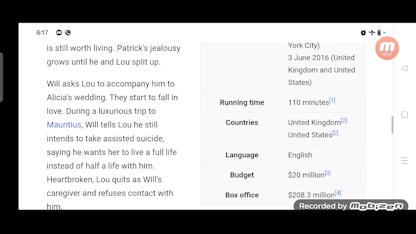 6:17
is still worth living. Patrick's jealousy
grows until he and Lou split up.
Will asks Lou to accompany him to
Alicia's wedding. They start to fall in
love. During a luxurious trip to
Mauritius, Will tells Lou he still
intends to take assisted suicide,
saying he wants her to live a full life
instead of half a life with him.
Heartbroken, Lou quits as Will's
caregiver and refuses contact with
him.
York City)
3 June 2016 (United
Kingdom and United
States)
Running time 110 minutes[1]
Countries United Kingdom[2]
United States[2]
Language English
Budget $20 million[3]
Box office $208.3 million[4]
Recorded by Mobizen